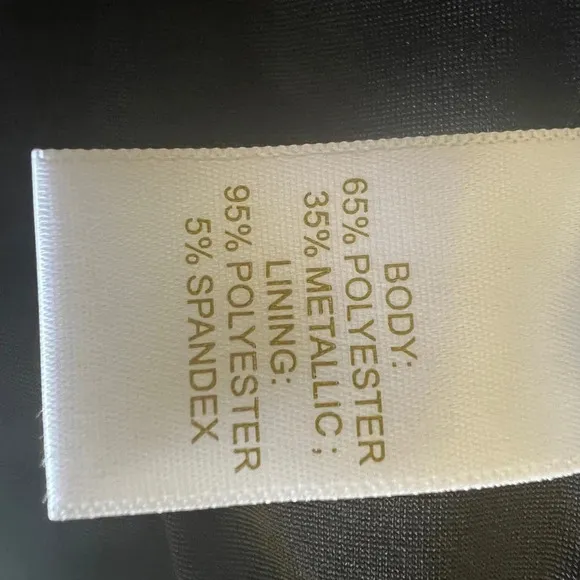 BODY:
65% POLYESTER
35% METALLIC ;
LINING:
95% POLYESTER
5% SPANDEX